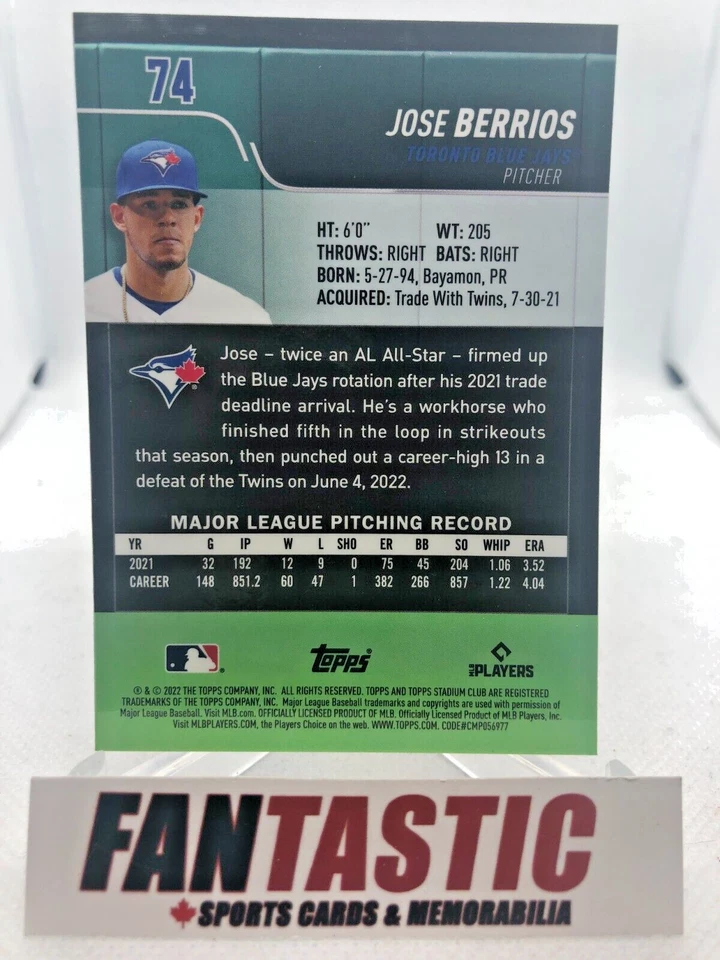 74
JOSE BERRIOS
TORONTO BLUE JAYS
PITCHER
HT: 6'0" WT: 205
THROWS: RIGHT BATS: RIGHT
BORN: 5-27-94, Bayamon, PR
ACQUIRED: Trade With Twins, 7-30-21
Jose – twice an AL All-Star – firmed up
the Blue Jays rotation after his 2021 trade
deadline arrival. He's a workhorse who
finished fifth in the loop in strikeouts
that season, then punched out a career-high 13 in a
defeat of the Twins on June 4, 2022.
MAJOR LEAGUE PITCHING RECORD
YR G IP W L SHO ER BB SO WHIP ERA
2021 32 192 12 9 0 75 45 204 1.06 3.52
CAREER 148 851.2 60 47 1 382 266 857 1.22 4.04
topps
MLB PLAYERS
® & © 2022 THE TOPPS COMPANY, INC. ALL RIGHTS RESERVED. TOPPS AND TOPPS STADIUM CLUB ARE REGISTERED
TRADEMARKS OF THE TOPPS COMPANY, INC. Major League Baseball trademarks and copyrights are used with permission of
Major League Baseball. Visit MLB.com. OFFICIALLY LICENSED PRODUCT OF MLB. Officially Licensed Product of MLB Players, Inc.
Visit MLBPLAYERS.COM, the Players Choice on the web. WWW.TOPPS.COM. CODE#CMP056977
FANTASTIC
SPORTS CARDS & MEMORABILIA